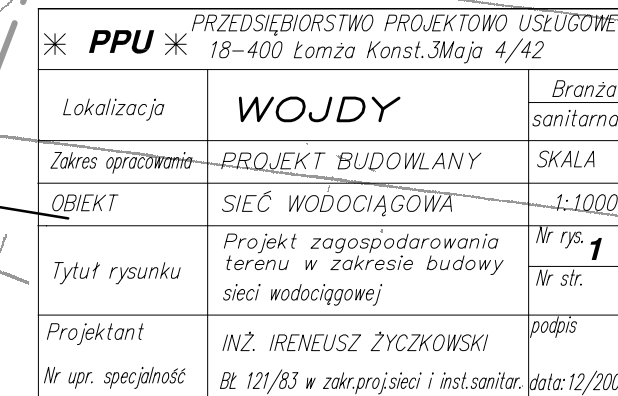 * PPU * PRZEDSIĘBIORSTWO PROJEKTOWO USŁUGOWE
18-400 Łomża Konst.3Maja 4/42
Lokalizacja WOJDY Branża
sanitarna
Zakres opracowania PROJEKT BUDOWLANY SKALA
OBIEKT SIEĆ WODOCIĄGOWA 1:1000
Tytuł rysunku Projekt zagospodarowania Nr rys. 1
terenu w zakresie budowy
sieci wodociągowej Nr str.
Projektant INŻ. IRENEUSZ ŻYCZKOWSKI podpis
Nr upr. specjalność BŁ 121/83 w zakr.proj.sieci i inst.sanitar. data:12/200